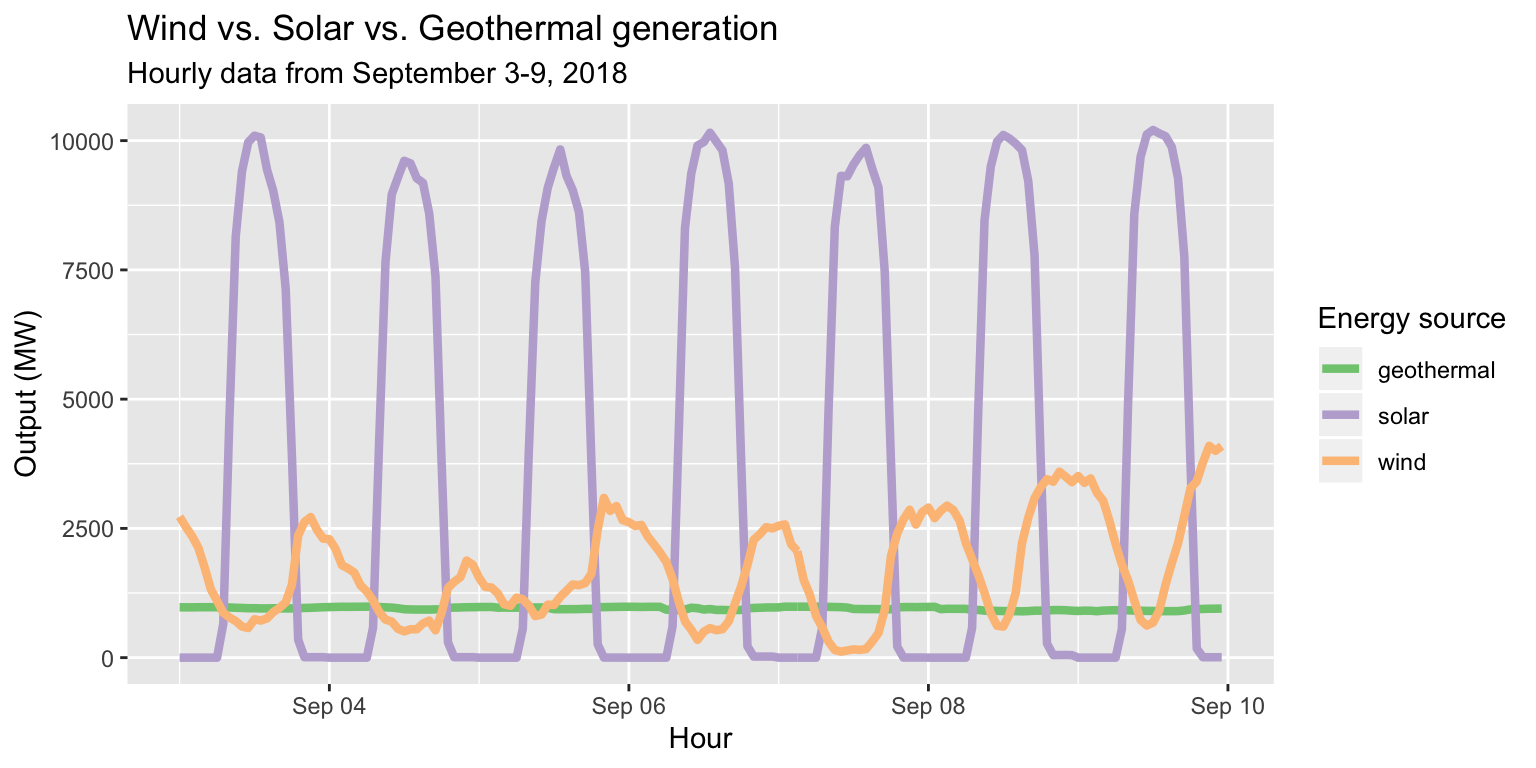 Wind vs. Solar vs. Geothermal generation
Hourly data from September 3-9, 2018
Output (MW)
10000
7500
5000
2500
0
Sep 04
Sep 06
Sep 08
Sep 10
Hour
Energy source
geothermal
solar
wind